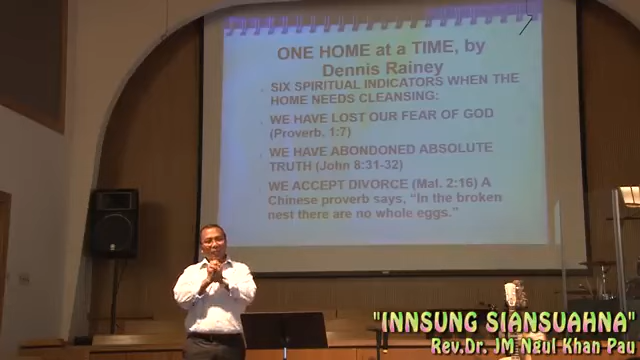 ONE HOME at a TIME, by
Dennis Rainey
SIX SPIRITUAL INDICATORS WHEN THE
HOME NEEDS CLEANSING:
WE HAVE LOST OUR FEAR OF GOD
(Proverb. 1:7)
WE HAVE ABONDONED ABSOLUTE
TRUTH (John 8:31-32)
WE ACCEPT DIVORCE (Mal. 2:16) A
Chinese proverb says, “In the broken
nest there are no whole eggs.”
"INNSUNG SIANSUAHNA"
Rev.Dr. JM Ngul Khan Pau